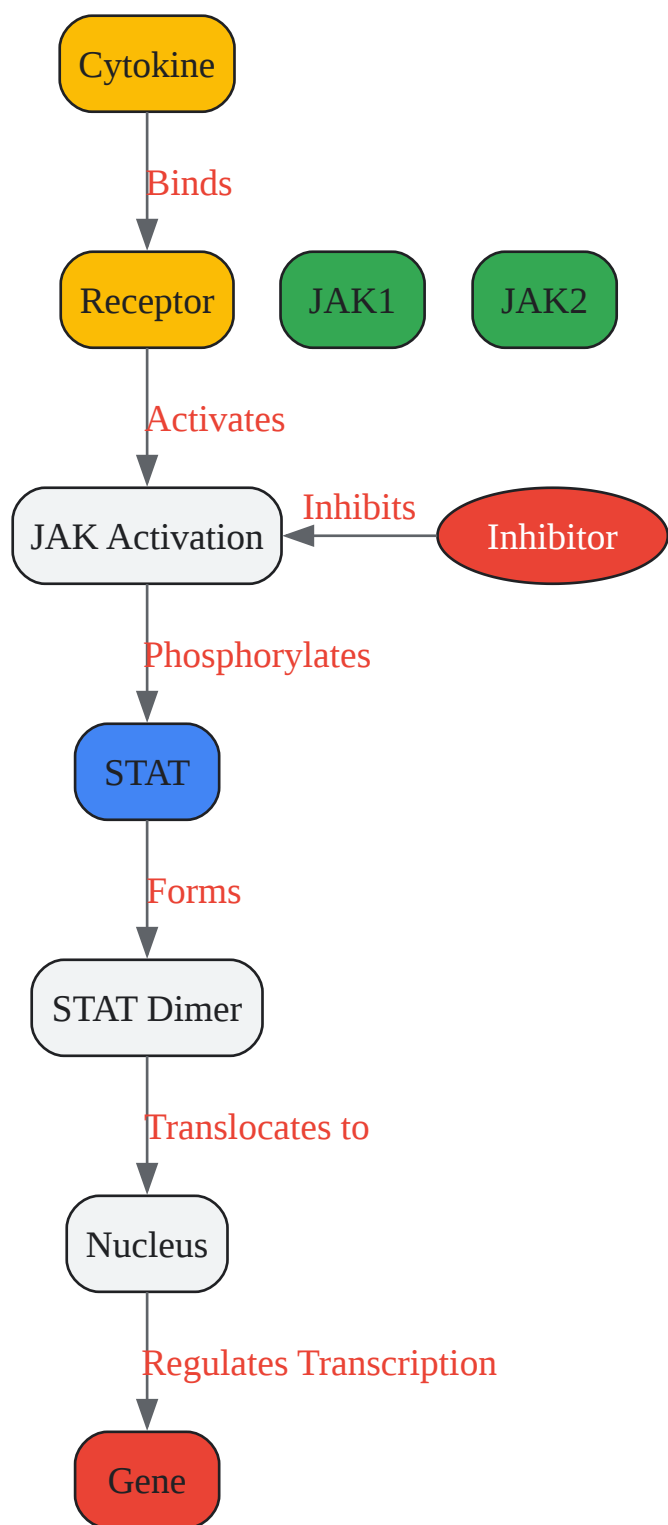 Cytokine
Binds
Receptor
JAK1
JAK2
Activates
JAK Activation
Inhibits
Inhibitor
Phosphorylates
STAT
Forms
STAT Dimer
Translocates to
Nucleus
Regulates Transcription
Gene